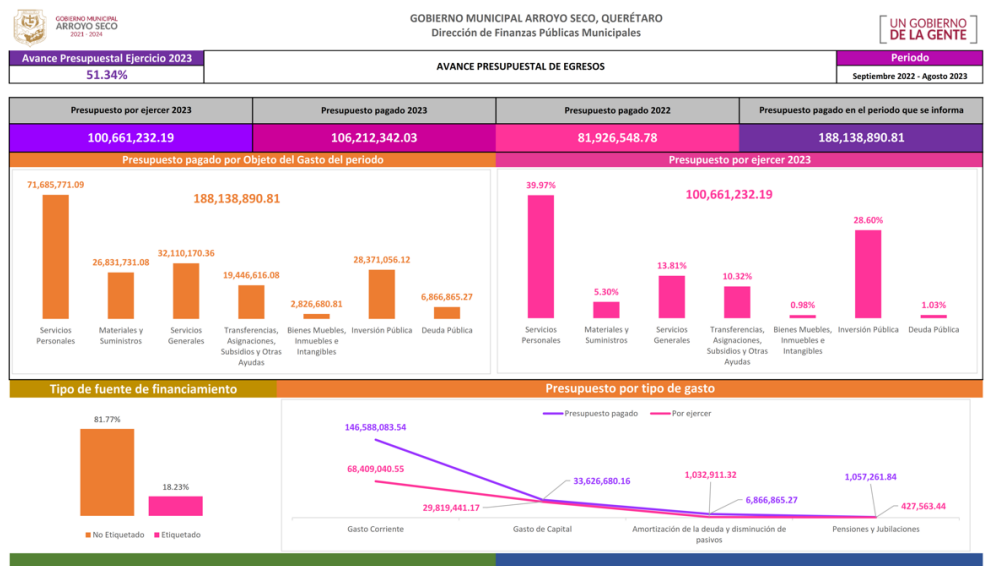 GOBIERNO MUNICIPAL
ARROYO SECO
2021 - 2024
GOBIERNO MUNICIPAL ARROYO SECO, QUERÉTARO
Dirección de Finanzas Públicas Municipales
UN GOBIERNO
DE LA GENTE
Avance Presupuestal Ejercicio 2023
51.34%
AVANCE PRESUPUESTAL DE EGRESOS
Periodo
Septiembre 2022 - Agosto 2023
Presupuesto por ejercer 2023
Presupuesto pagado 2023
Presupuesto pagado 2022
Presupuesto pagado en el periodo que se informa
100,661,232.19
106,212,342.03
81,926,548.78
188,138,890.81
Presupuesto pagado por Objeto del Gasto del periodo
188,138,890.81
71,685,771.09
26,831,731.08
32,110,170.36
19,446,616.08
2,826,680.81
28,371,056.12
6,866,865.27
Servicios
Personales
Materiales y
Suministros
Servicios
Generales
Transferencias,
Asignaciones,
Subsidios y Otras
Ayudas
Bienes Muebles,
Inmuebles e
Intangibles
Inversión Pública
Deuda Pública
Presupuesto por ejercer 2023
100,661,232.19
39.97%
5.30%
13.81%
10.32%
0.98%
28.60%
1.03%
Servicios
Personales
Materiales y
Suministros
Servicios
Generales
Transferencias,
Asignaciones,
Subsidios y Otras
Ayudas
Bienes Muebles,
Inmuebles e
Intangibles
Inversión Pública
Deuda Pública
Tipo de fuente de financiamiento
81.77%
18.23%
No Etiquetado
Etiquetado
Presupuesto por tipo de gasto
Presupuesto pagado
Por ejercer
146,588,083.54
68,409,040.55
33,626,680.16
29,819,441.17
1,032,911.32
6,866,865.27
1,057,261.84
427,563.44
Gasto Corriente
Gasto de Capital
Amortización de la deuda y disminución de
pasivos
Pensiones y Jubilaciones